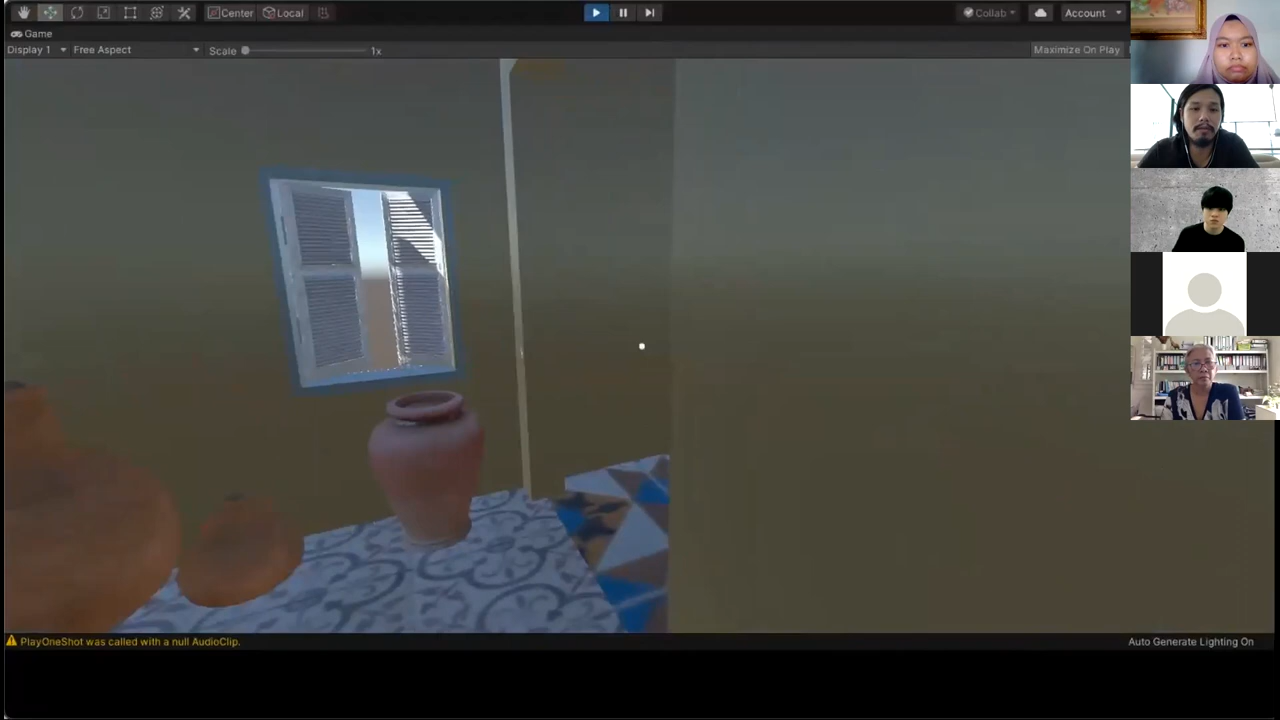 Center Local Collab Account
Game
Display 1 Free Aspect Scale 1x Maximize On Play
PlayOneShot was called with a null AudioClip. Auto Generate Lighting On